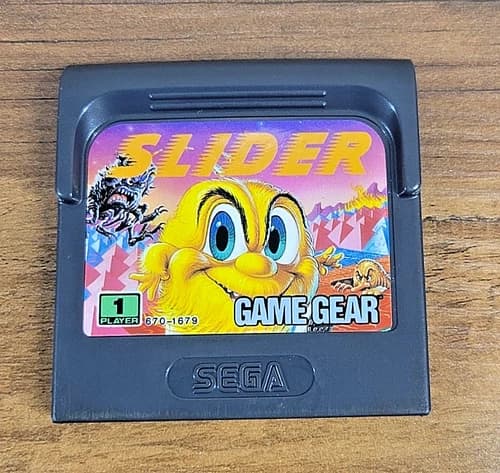 SLIDER
1
PLAYER 670-1679
GAME GEAR
SEGA